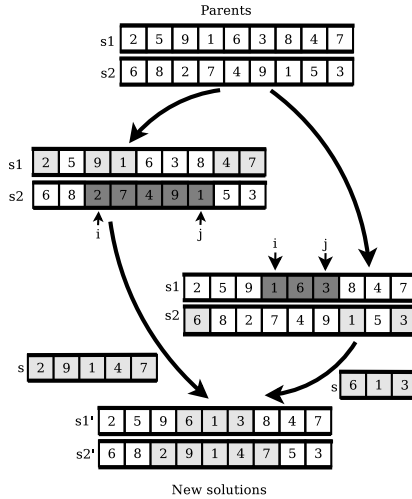 Parents
s1 2 5 9 1 6 3 8 4 7
s2 6 8 2 7 4 9 1 5 3
s1 2 5 9 1 6 3 8 4 7
s2 6 8 2 7 4 9 1 5 3
i j
i j
s1 2 5 9 1 6 3 8 4 7
s2 6 8 2 7 4 9 1 5 3
s 2 9 1 4 7
s 6 1 3
s1' 2 5 9 6 1 3 8 4 7
s2' 6 8 2 9 1 4 7 5 3
New solutions